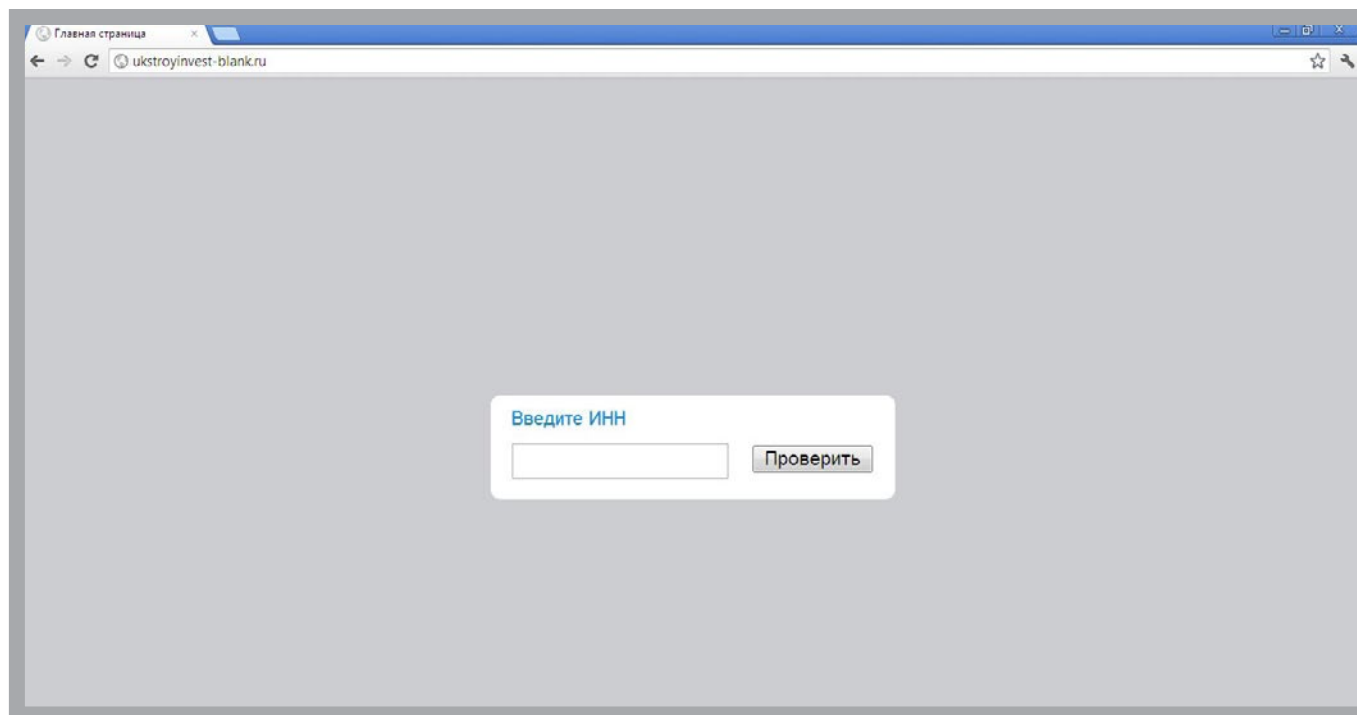 Главная страница
ukstroyinvest-blank.ru
Введите ИНН
Проверить